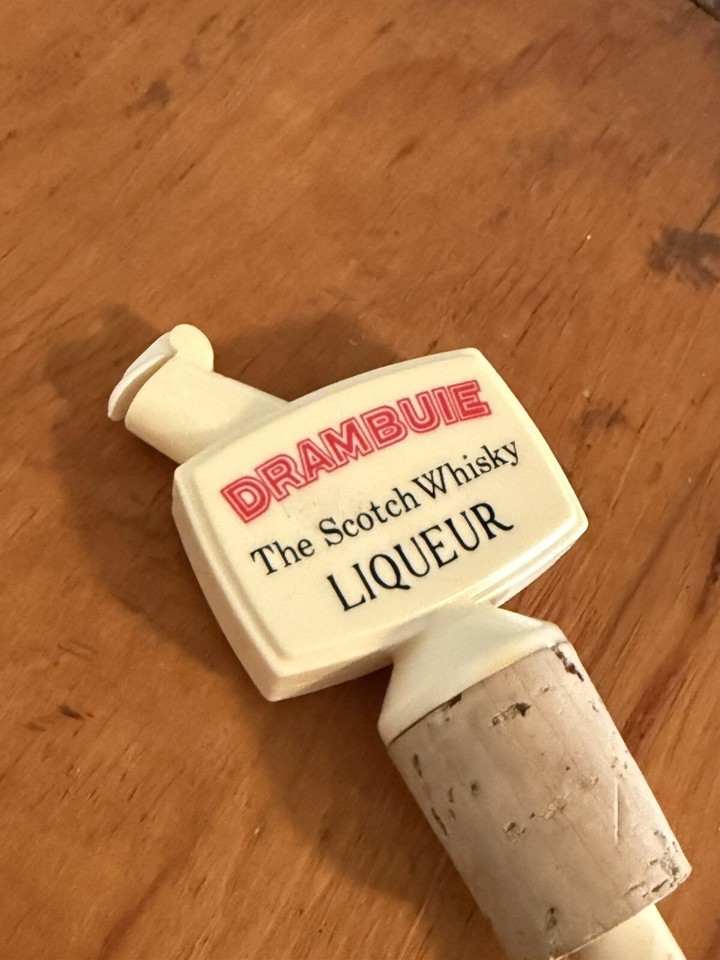 DRAMBUIE
The Scotch Whisky
LIQUEUR